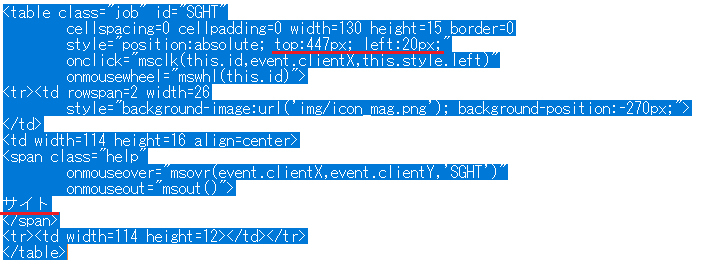 <table class="job" id="SGHT"
cellspacing=0 cellpadding=0 width=130 height=15 border=0
style="position:absolute; top:447px; left:20px;"
onclick="msclk(this.id,event.clientX,this.style.left)"
onmousewheel="mswhl(this.id)">
<tr><td rowspan=2 width=26
style="background-image:url('img/icon_mag.png'); background-position:-270px;">
</td>
<td width=114 height=16 align=center>
<span class="help"
onmouseover="msovr(event.clientX,event.clientY,'SGHT')"
onmouseout="msout()">
サイト
</span>
<tr><td width=114 height=12></td></tr>
</table>